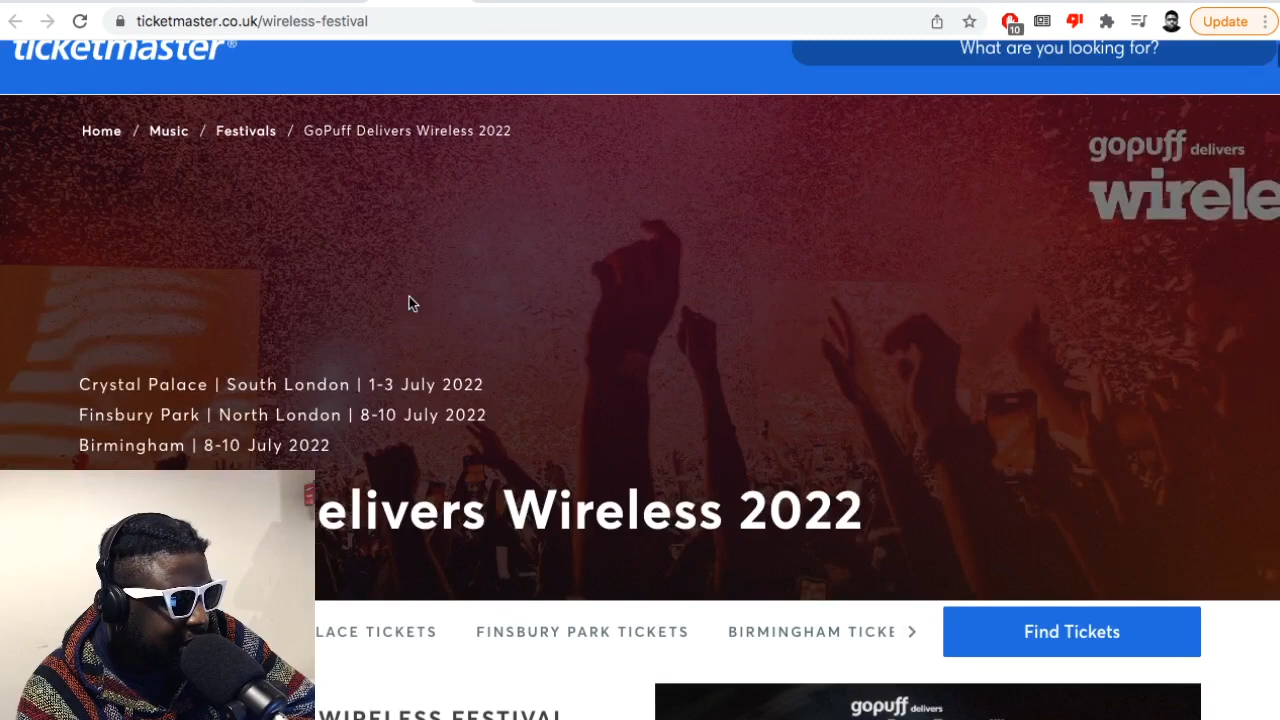 ticketmaster.co.uk/wireless-festival
10
Update
ticketmaster®
What are you looking for?
Home / Music / Festivals / GoPuff Delivers Wireless 2022
gopuff delivers
wirele
Crystal Palace | South London | 1-3 July 2022
Finsbury Park | North London | 8-10 July 2022
Birmingham | 8-10 July 2022
elivers Wireless 2022
LACE TICKETS
FINSBURY PARK TICKETS
BIRMINGHAM TICKE
Find Tickets
WIRELESS FESTIVAL
gopuff delivers